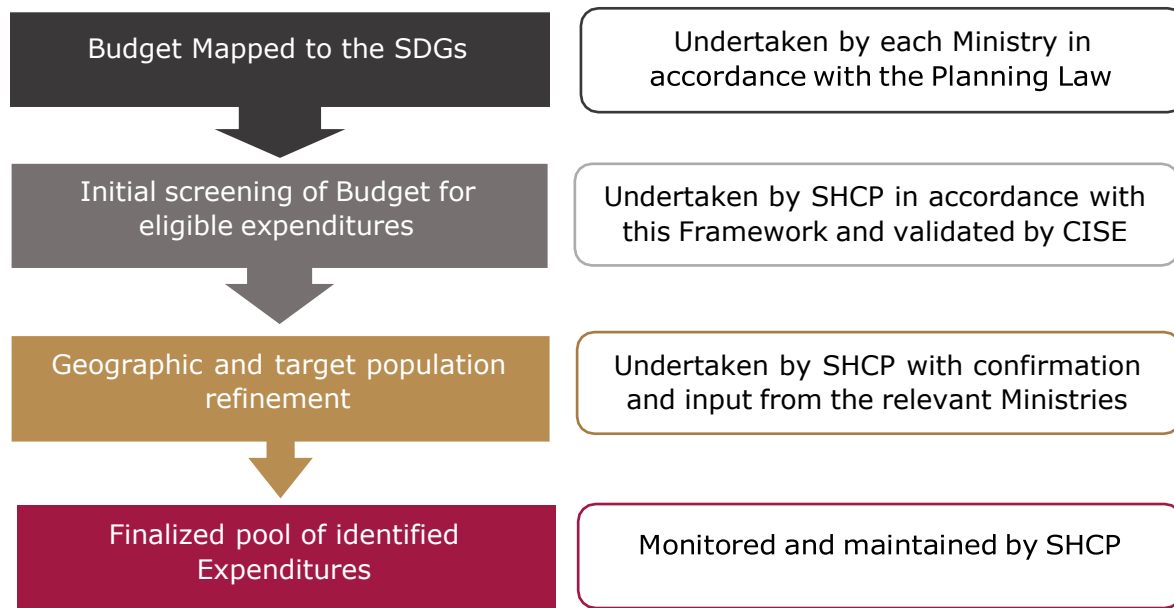 Budget Mapped to the SDGs
Undertaken by each Ministry in
accordance with the Planning Law
Initial screening of Budget for
eligible expenditures
Undertaken by SHCP in accordance with
this Framework and validated by CISE
Geographic and target population
refinement
Undertaken by SHCP with confirmation
and input from the relevant Ministries
Finalized pool of identified
Expenditures
Monitored and maintained by SHCP